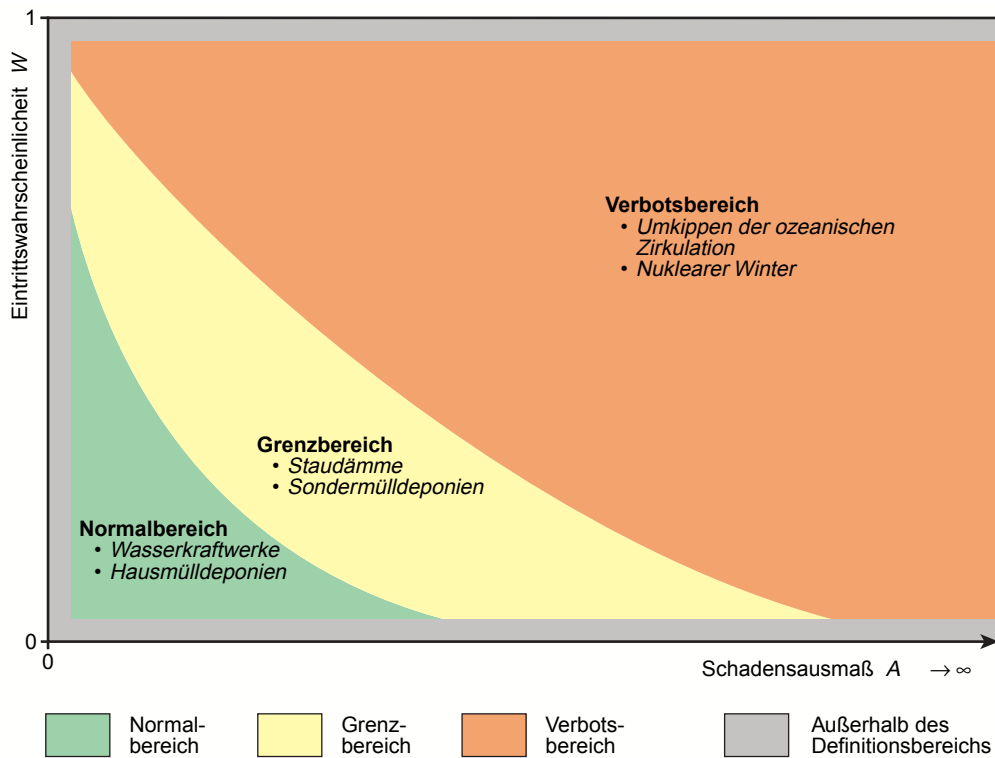 1
Eintrittswahrscheinlicheit W
Verbotsbereich
• Umkippen der ozeanischen
Zirkulation
• Nuklearer Winter
Grenzbereich
• Staudämme
• Sondermülldeponien
Normalbereich
• Wasserkraftwerke
• Hausmülldeponien
0
0
Schadensausmaß A → ∞
Normal-
bereich
Grenz-
bereich
Verbots-
bereich
Außerhalb des
Definitionsbereichs